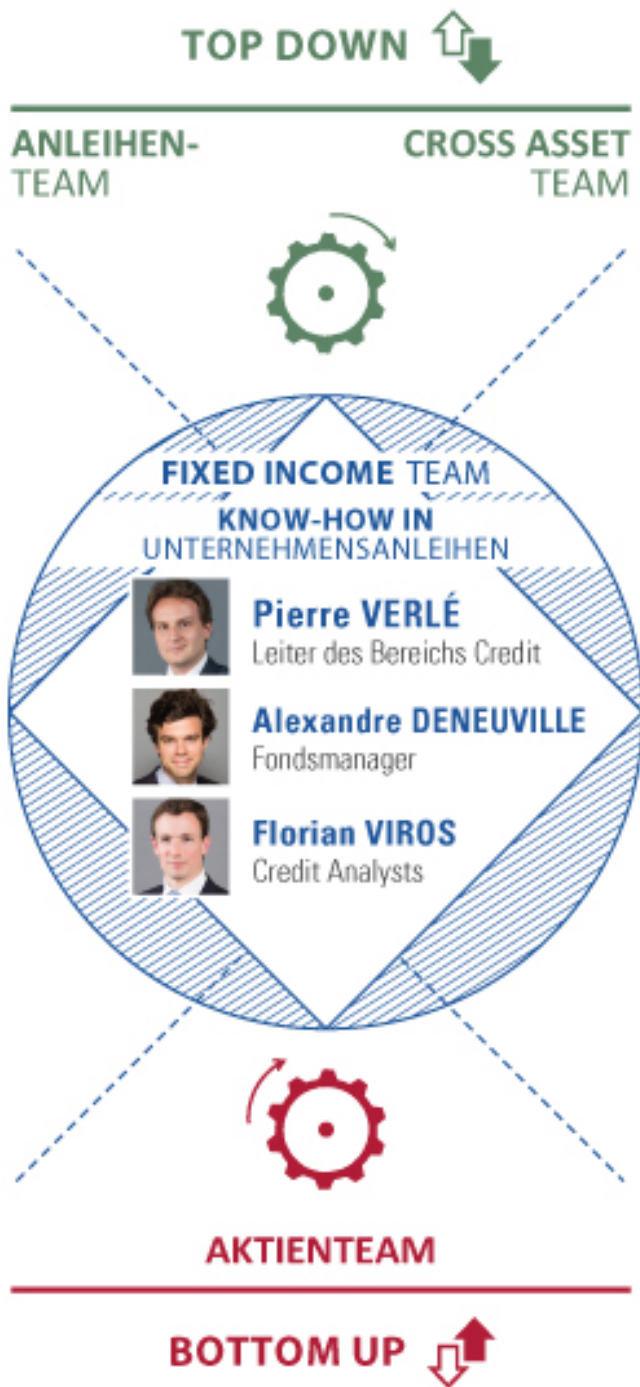 TOP DOWN
ANLEIHEN-
TEAM
CROSS ASSET
TEAM
FIXED INCOME TEAM
KNOW-HOW IN
UNTERNEHMENSANLEIHEN
Pierre VERLÉ
Leiter des Bereichs Credit
Alexandre DENEUVILLE
Fondsmanager
Florian VIROS
Credit Analysts
AKTIENTEAM
BOTTOM UP